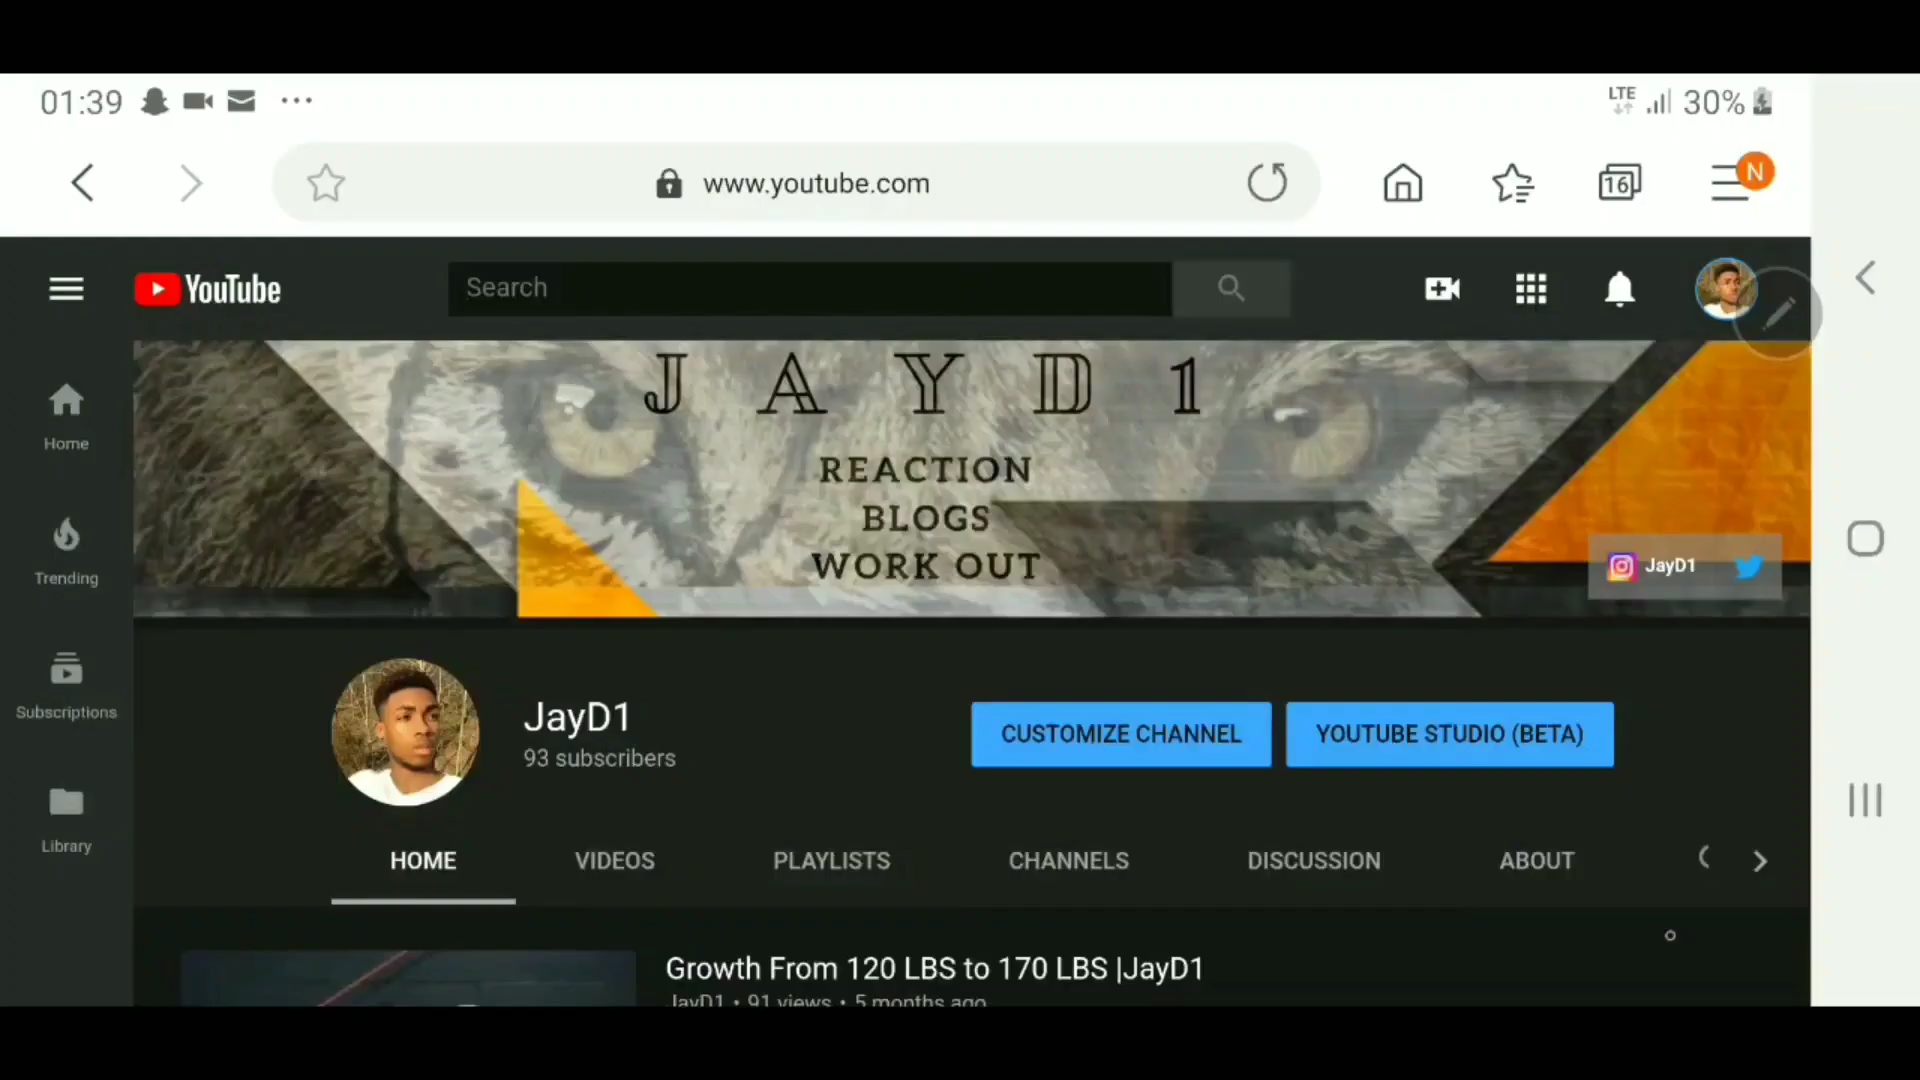 01:39
LTE
30%
www.youtube.com
16
N
YouTube
Search
JAYD1
REACTION
BLOGS
WORK OUT
JayD1
Home
Trending
Subscriptions
Library
JayD1
93 subscribers
CUSTOMIZE CHANNEL
YOUTUBE STUDIO (BETA)
HOME
VIDEOS
PLAYLISTS
CHANNELS
DISCUSSION
ABOUT
Growth From 120 LBS to 170 LBS |JayD1
JayD1 • 91 views • 5 months ago